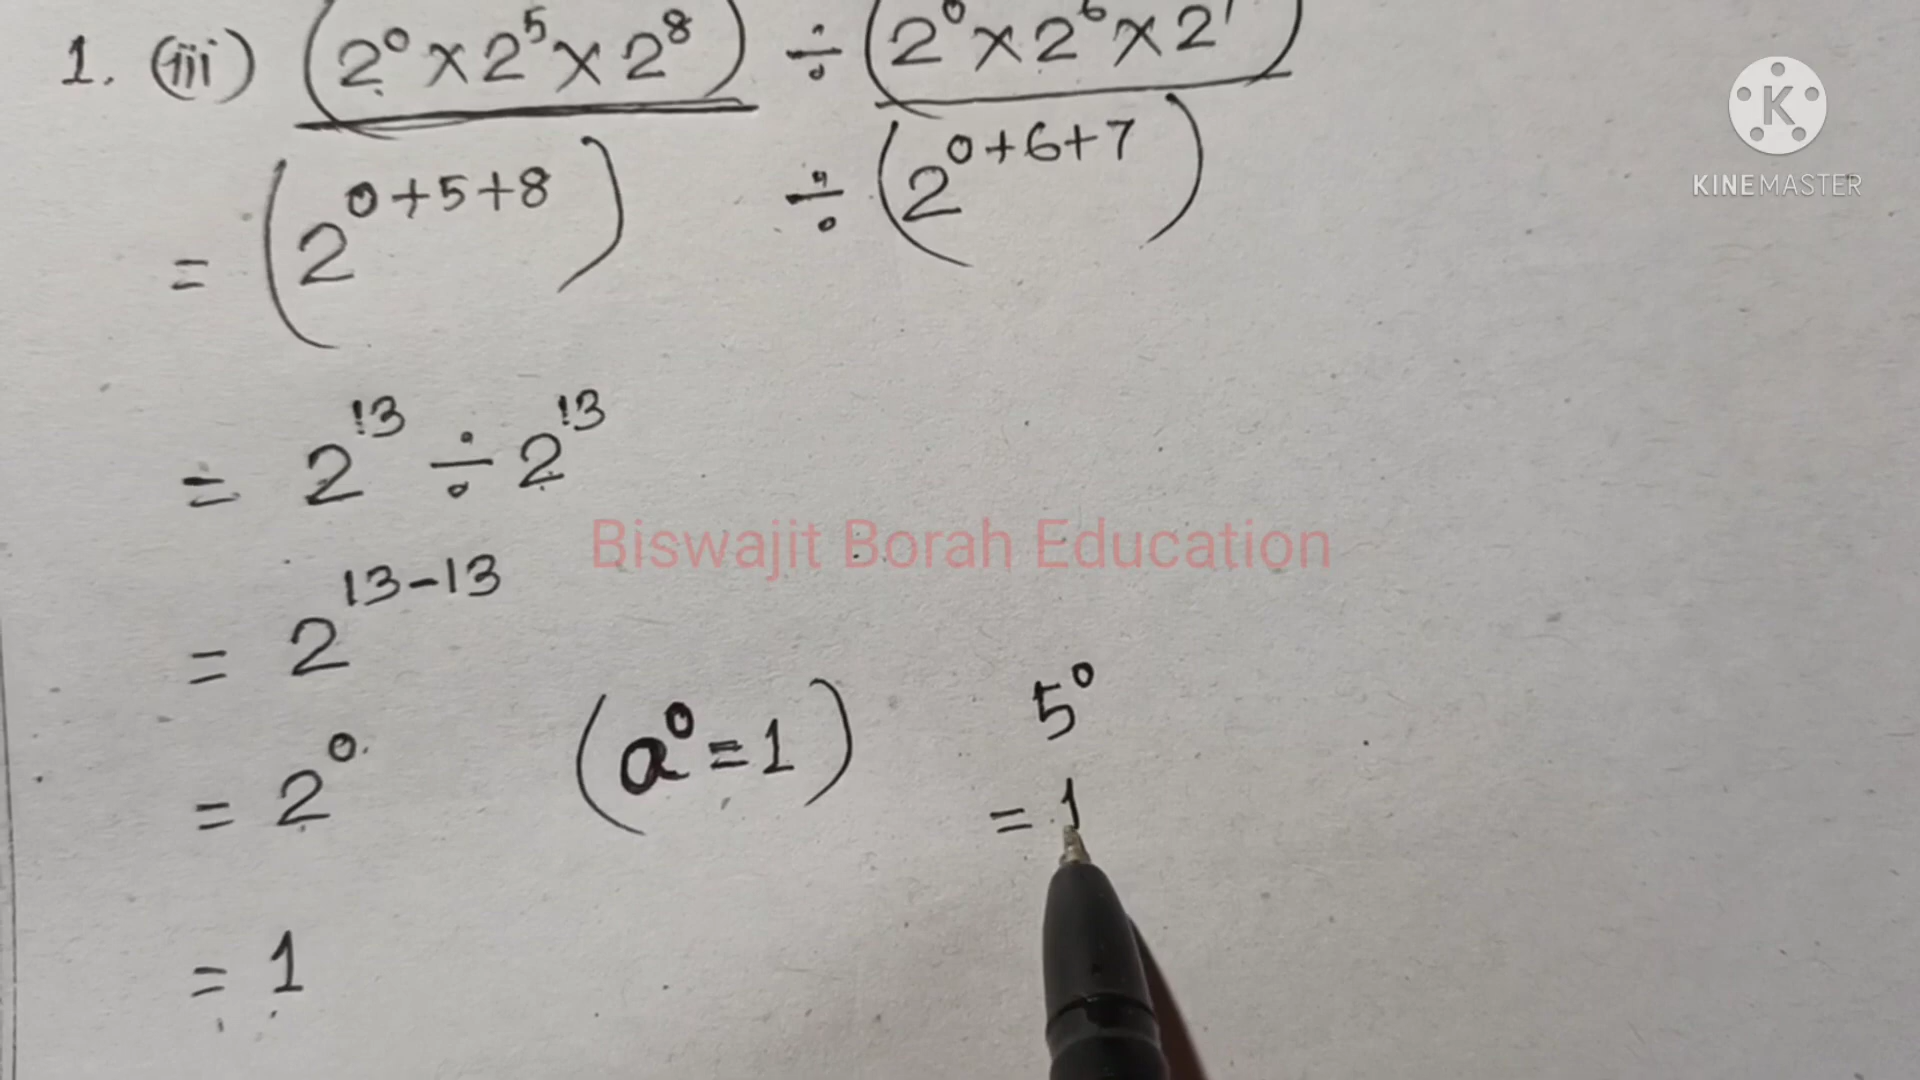 1. (iii) (2⁰ × 2⁵ × 2⁸) ÷ (2⁰ × 2⁶ × 2⁷)
= (2⁰⁺⁵⁺⁸) ÷ (2⁰⁺⁶⁺⁷)
= 2¹³ ÷ 2¹³
= 2¹³⁻¹³
= 2⁰ (a⁰ = 1) 5⁰
= 1
= 1
KINEMASTER
Biswajit Borah Education